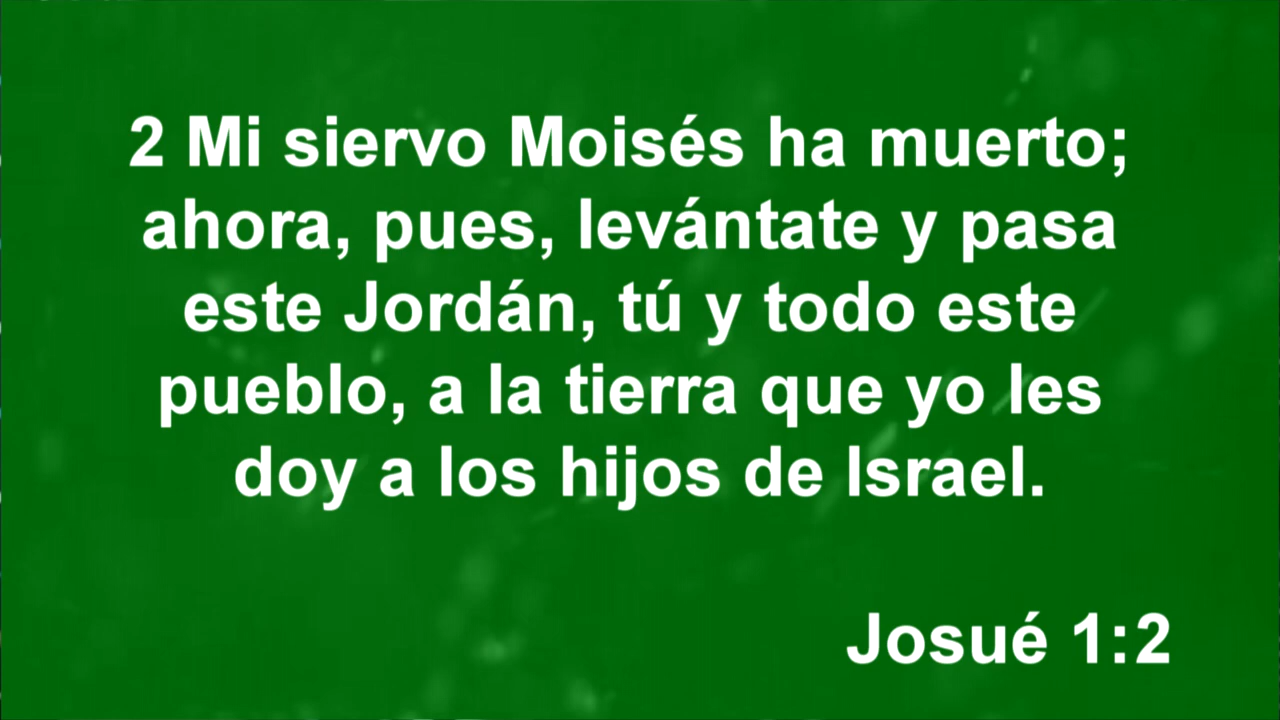 2 Mi siervo Moisés ha muerto;
ahora, pues, levántate y pasa
este Jordán, tú y todo este
pueblo, a la tierra que yo les
doy a los hijos de Israel.
Josué 1:2